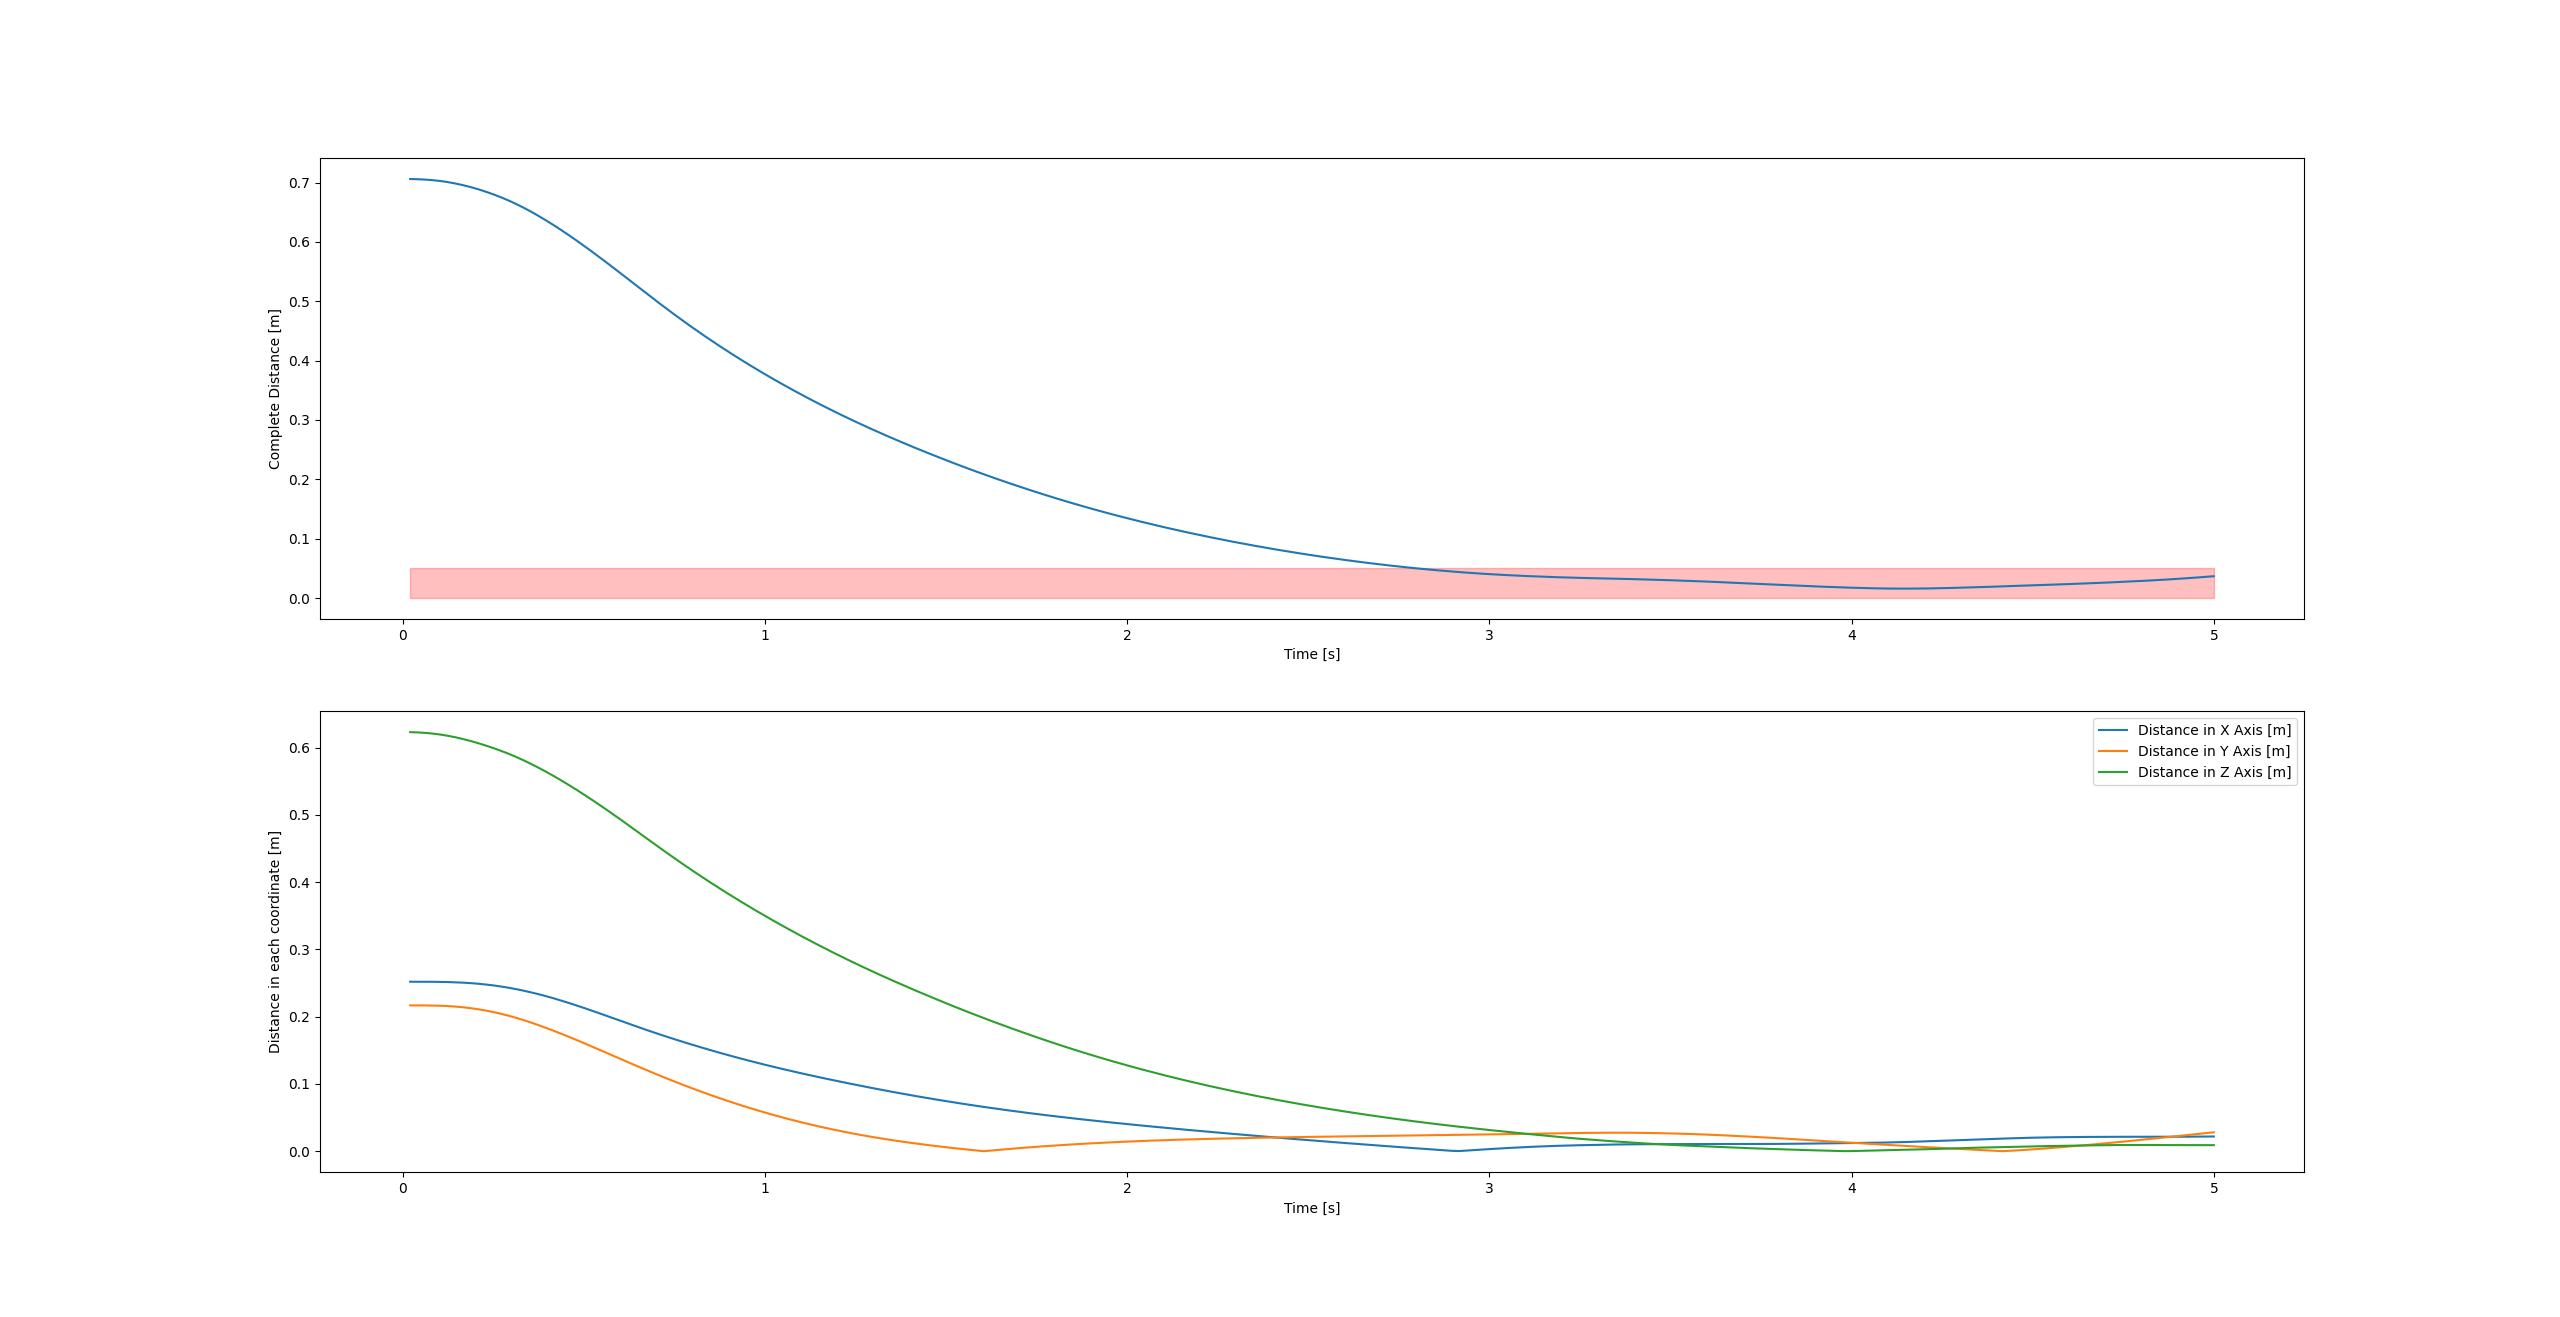 Complete Distance [m]
0.7
0.6
0.5
0.4
0.3
0.2
0.1
0.0
0 1 2 3 4 5
Time [s]
Distance in each coordinate [m]
0.6
0.5
0.4
0.3
0.2
0.1
0.0
Distance in X Axis [m]
Distance in Y Axis [m]
Distance in Z Axis [m]
0 1 2 3 4 5
Time [s]